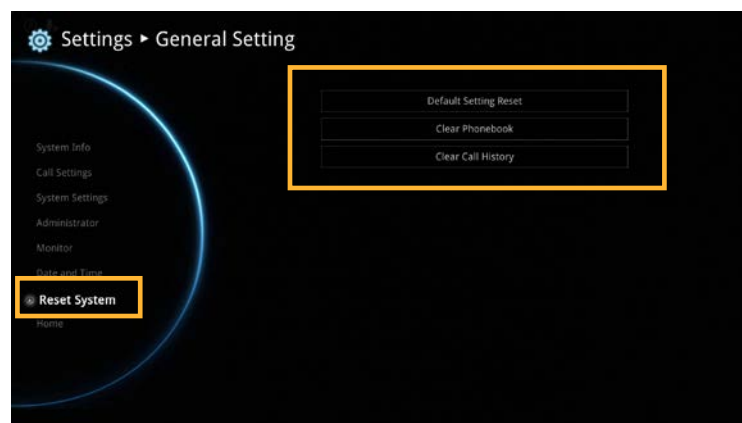 Settings ▸ General Setting
Default Setting Reset
Clear Phonebook
Clear Call History
System Info
Call Settings
System Settings
Administrator
Monitor
Date and Time
Reset System
Home